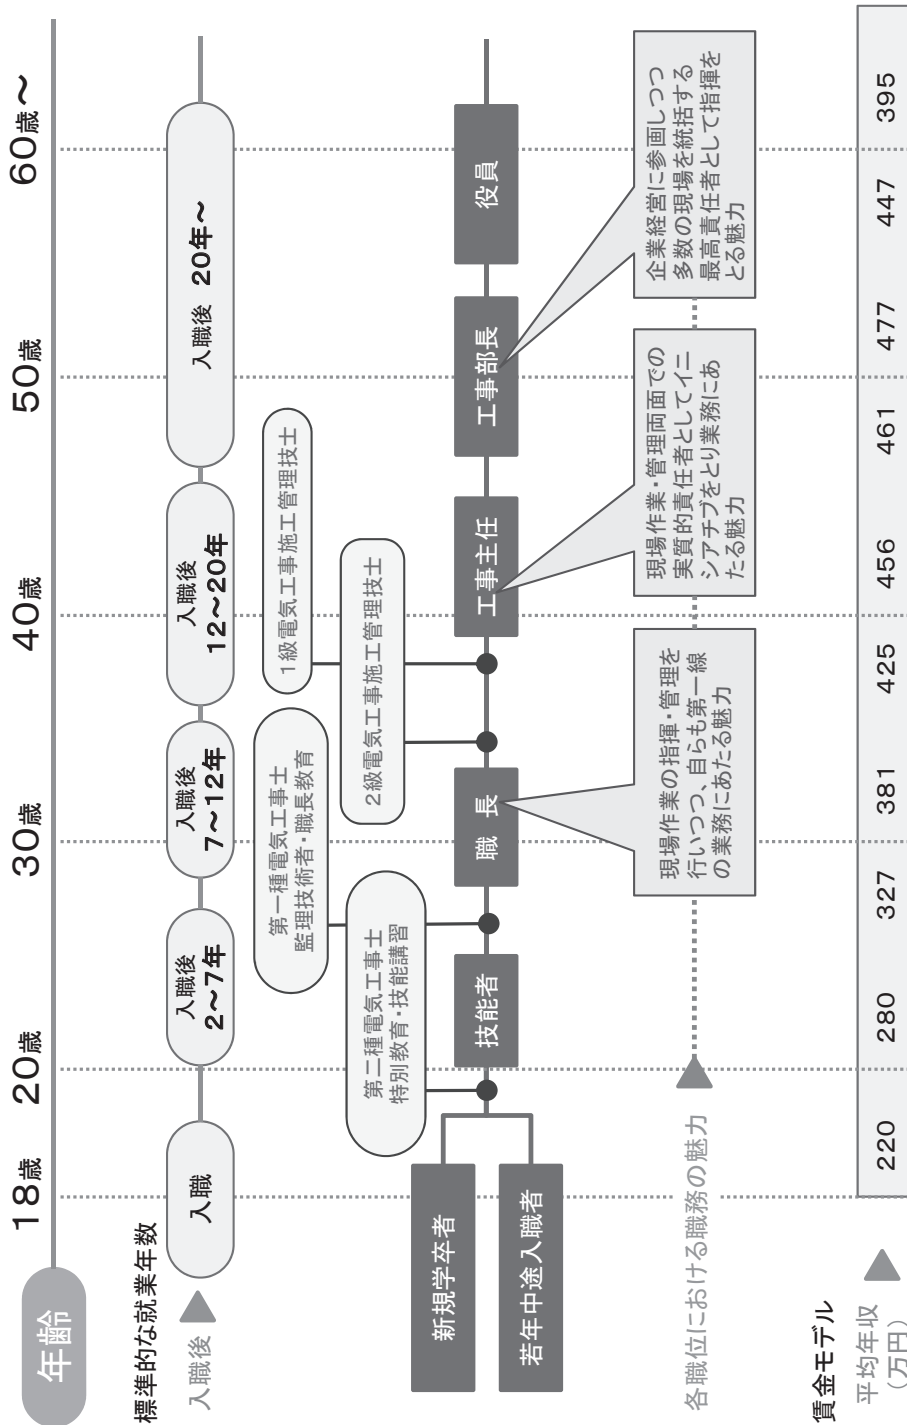 年齢
18歳
20歳
30歳
40歳
50歳
60歳～
標準的な就業年数
入職後
入職
入職後
2～7年
入職後
7～12年
入職後
12～20年
入職後 20年～
第二種電気工事士
特別教育・技能講習
第一種電気工事士
監理技術者・職長教育
2級電気工事施工管理技士
1級電気工事施工管理技士
新規学卒者
若年中途入職者
技能者
職 長
工事主任
工事部長
役員
各職位における職務の魅力
現場作業の指揮・管理を
行いつつ、自らも第一線
の業務にあたる魅力
現場作業・管理両面での
実質的責任者としてイニ
シアチブをとり業務にあ
たる魅力
企業経営に参画しつつ
多数の現場を統括する
最高責任者として指揮を
とる魅力
賃金モデル
平均年収
（万円）
220
280
327
381
425
456
461
477
447
395